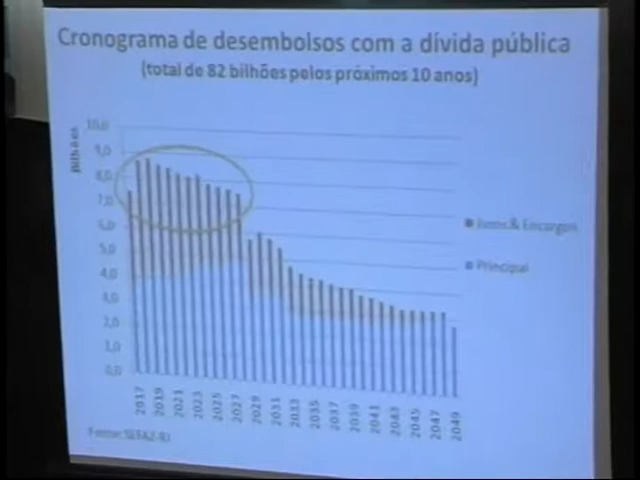 Cronograma de desembolsos com a dívida pública
(total de 82 bilhões pelos próximos 10 anos)
Bilhões
10,0
9,0
8,0
7,0
6,0
5,0
4,0
3,0
2,0
1,0
0,0
Juros & Encargos
Principal
2017 2019 2021 2023 2025 2027 2029 2031 2033 2035 2037 2039 2041 2043 2045 2047 2049
Fonte: SEFAZ-RJ